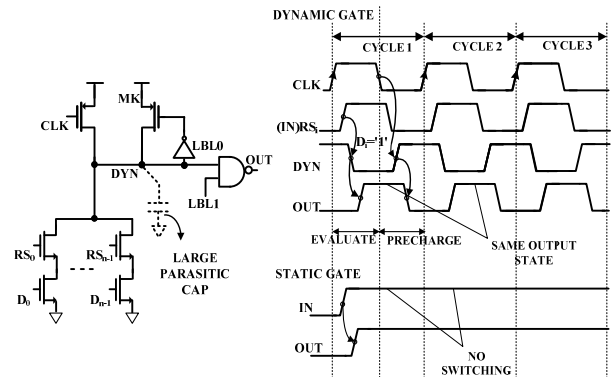 CLK
MK
LBL0
DYN
OUT
LBL1
RS0
RSn-1
D0
Dn-1
LARGE
PARASITIC
CAP
DYNAMIC GATE
CYCLE 1
CYCLE 2
CYCLE 3
CLK
(IN)RSi
Di='1'
DYN
OUT
EVALUATE
PRECHARGE
SAME OUTPUT
STATE
STATIC GATE
IN
OUT
NO
SWITCHING